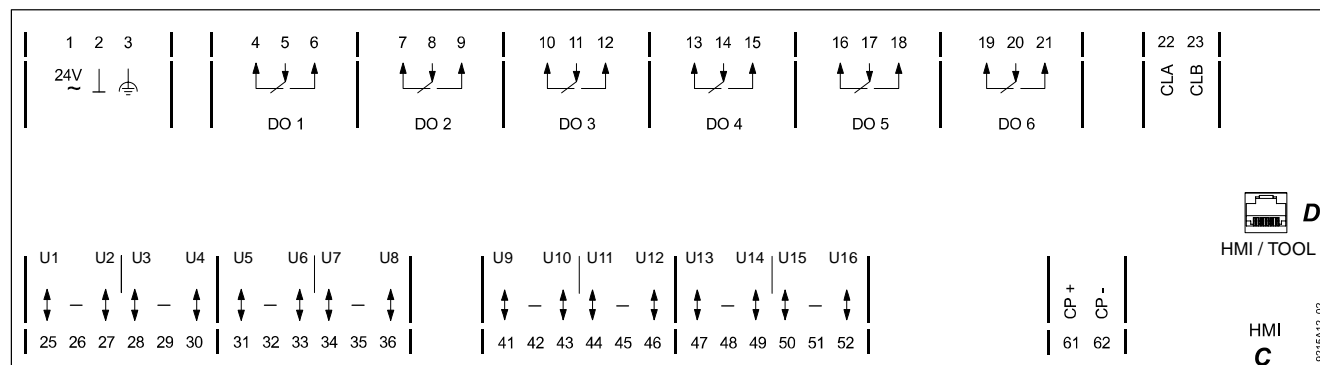 1 2 3 4 5 6 7 8 9 10 11 12 13 14 15 16 17 18 19 20 21 22 23
24V ~ CLA CLB
DO 1 DO 2 DO 3 DO 4 DO 5 DO 6
D
HMI / TOOL
U1 U2 U3 U4 U5 U6 U7 U8 U9 U10 U11 U12 U13 U14 U15 U16
CP + CP -
25 26 27 28 29 30 31 32 33 34 35 36 41 42 43 44 45 46 47 48 49 50 51 52 61 62
HMI
C